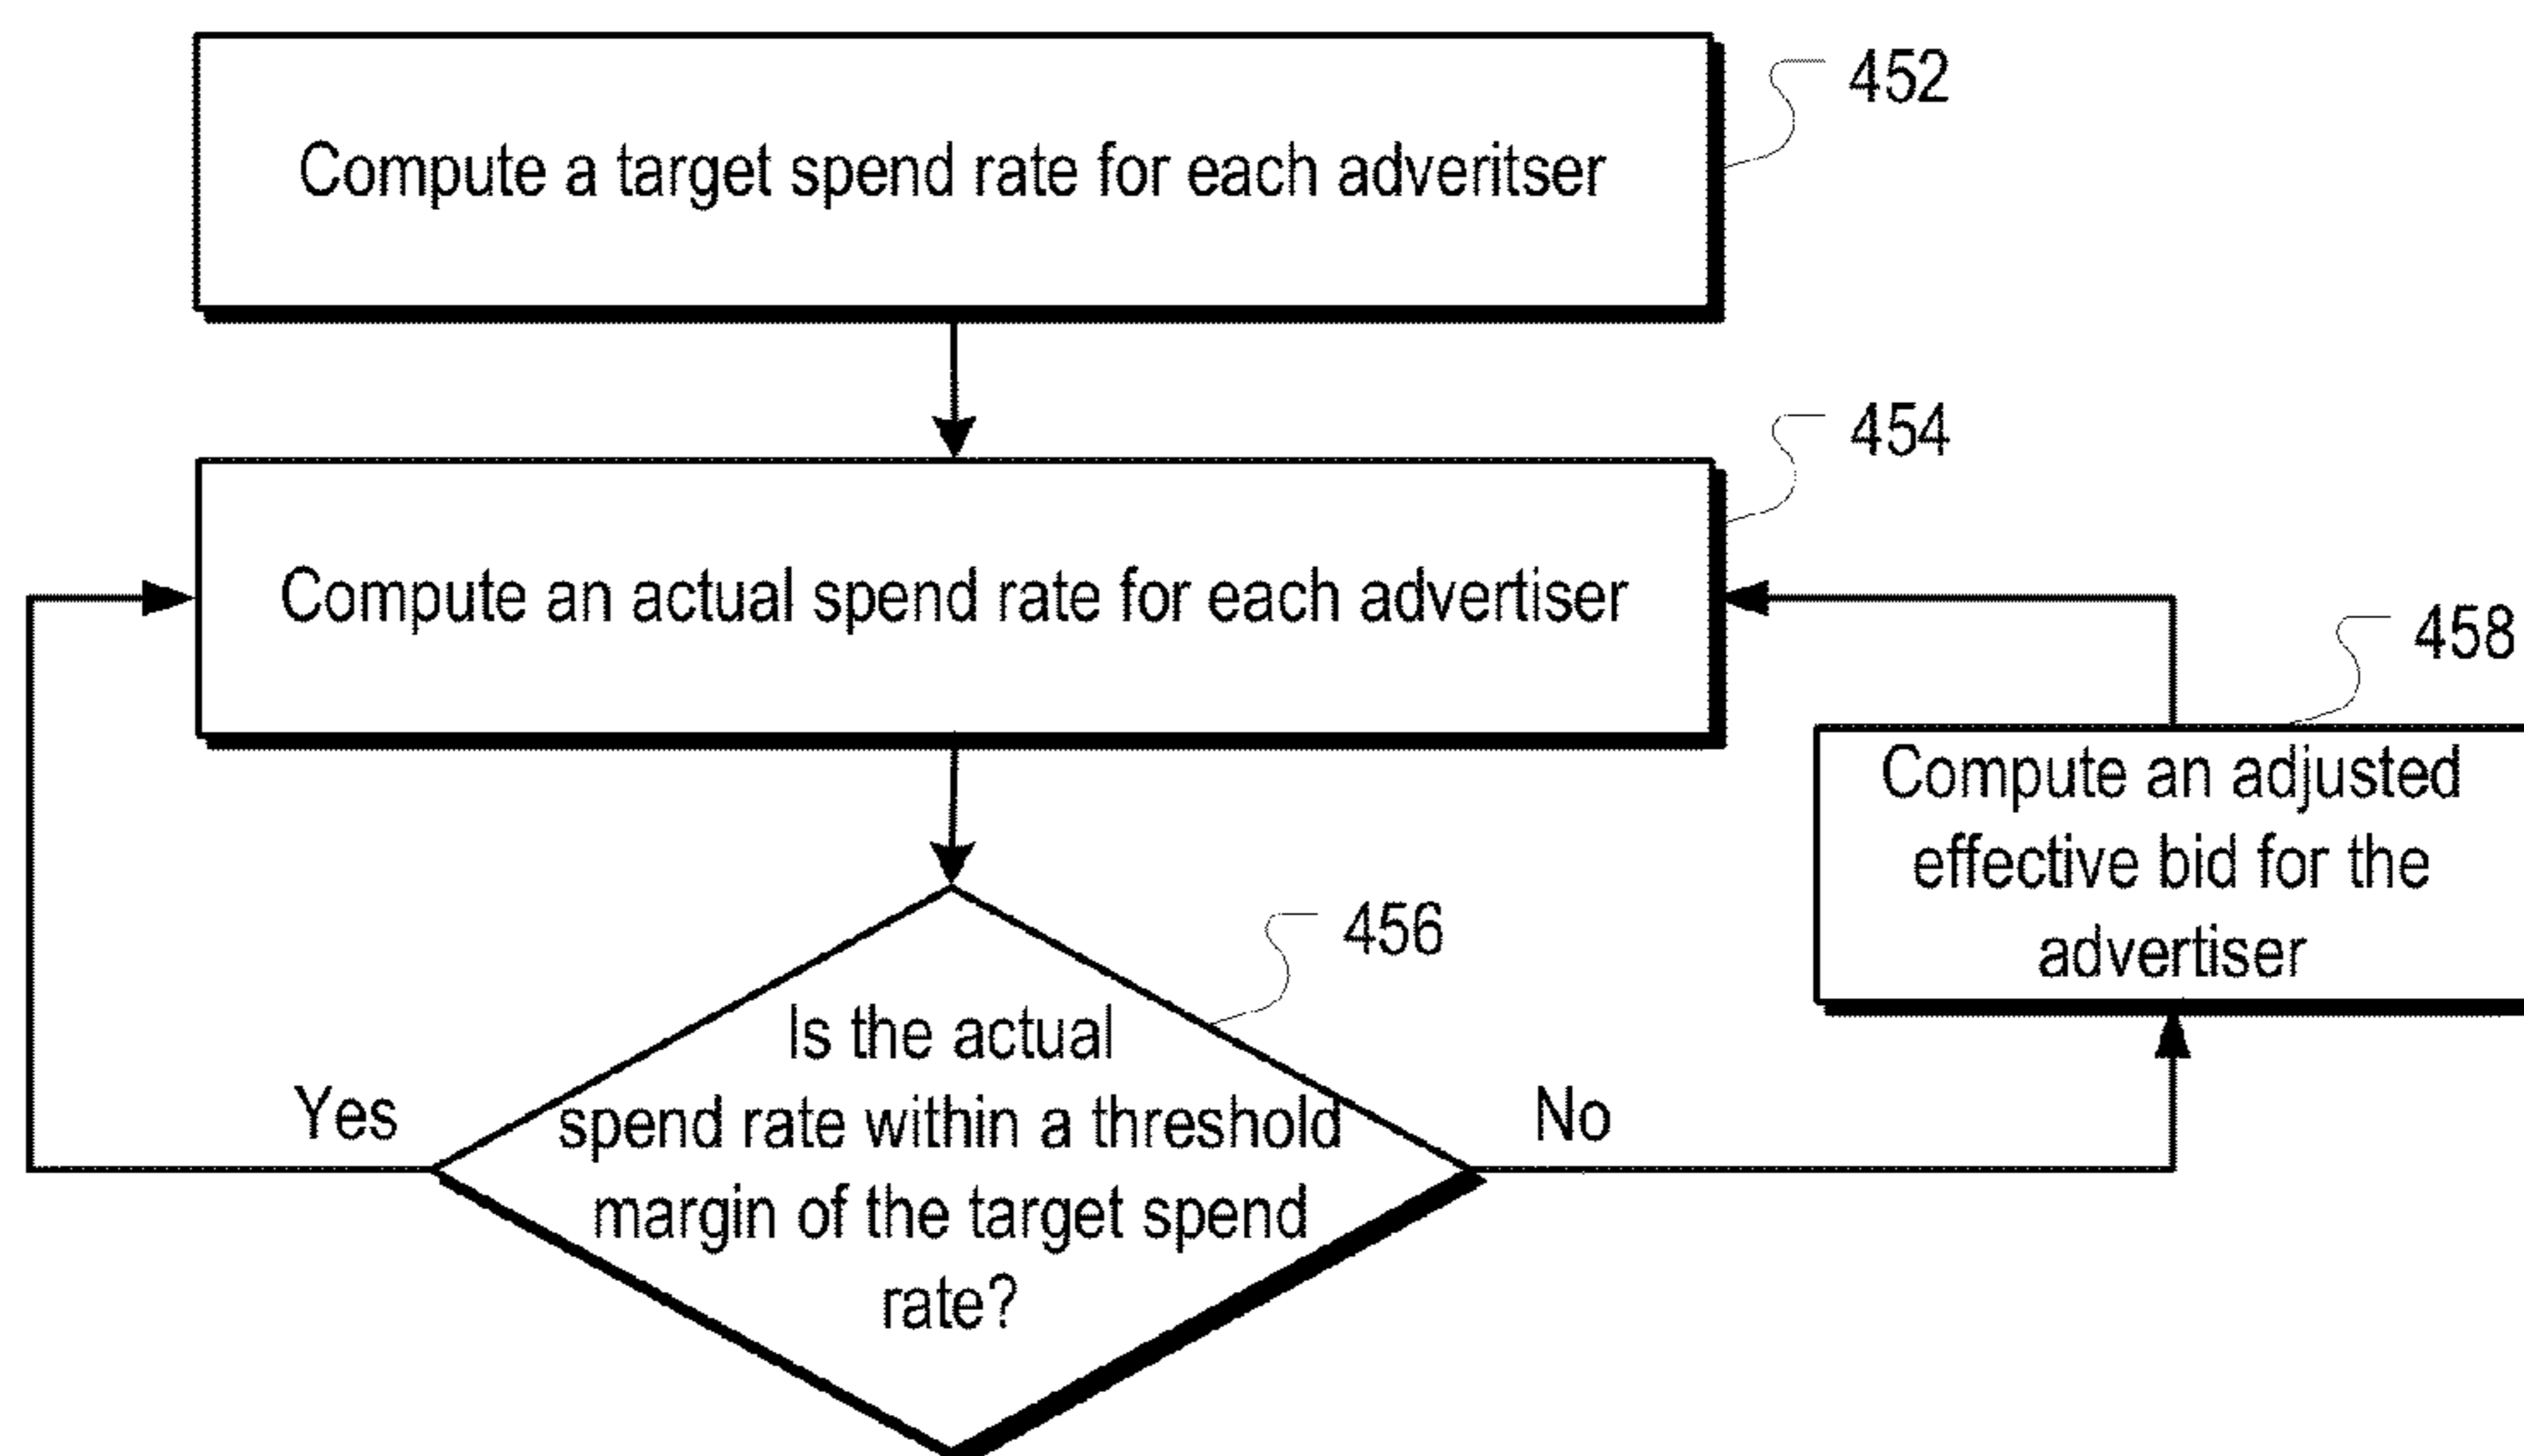 452
Compute a target spend rate for each adveritser
454
Compute an actual spend rate for each advertiser
458
Compute an adjusted
effective bid for the
advertiser
456
Is the actual
spend rate within a threshold
margin of the target spend
rate?
Yes
No